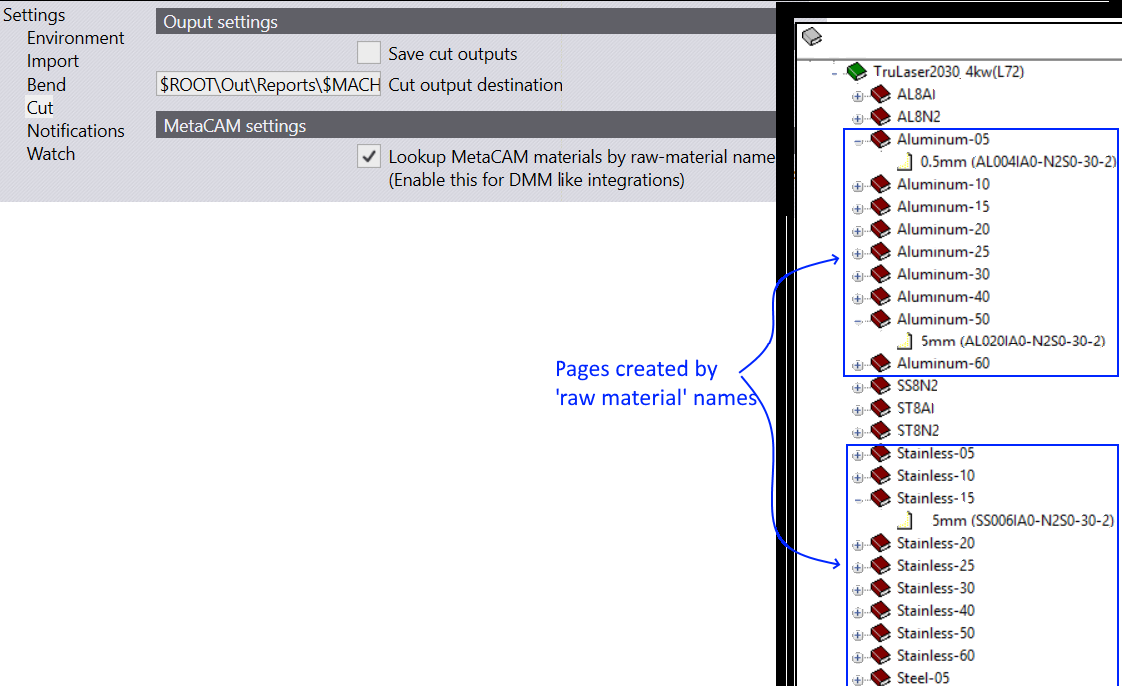 Settings
Environment
Import
Bend
Cut
Notifications
Watch
Ouput settings
Save cut outputs
$ROOT\Out\Reports\$MACH Cut output destination
MetaCAM settings
Lookup MetaCAM materials by raw-material name
(Enable this for DMM like integrations)
Pages created by
'raw material' names
TruLaser2030 4kw(L72)
AL8AI
AL8N2
Aluminum-05
0.5mm (AL004IA0-N2S0-30-2)
Aluminum-10
Aluminum-15
Aluminum-20
Aluminum-25
Aluminum-30
Aluminum-40
Aluminum-50
5mm (AL020IA0-N2S0-30-2)
Aluminum-60
SS8N2
ST8AI
ST8N2
Stainless-05
Stainless-10
Stainless-15
5mm (SS006IA0-N2S0-30-2)
Stainless-20
Stainless-25
Stainless-30
Stainless-40
Stainless-50
Stainless-60
Steel-05